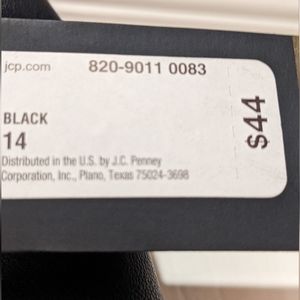 jcp.com 820-9011 0083
BLACK
14
Distributed in the U.S. by J.C. Penney
Corporation, Inc., Plano, Texas 75024-3698
$44